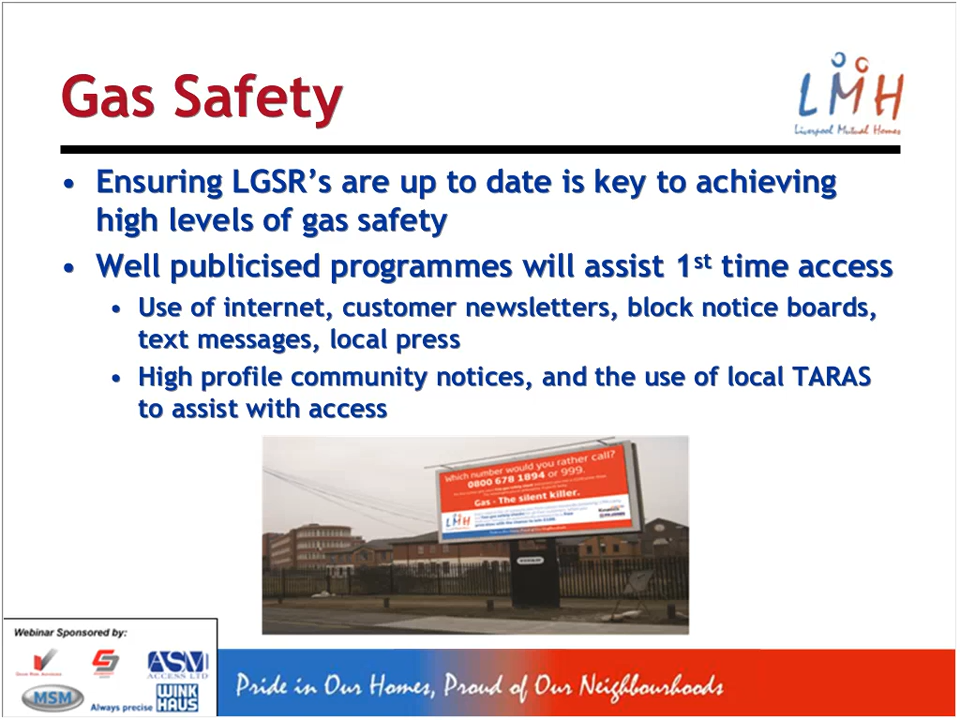 Gas Safety
LMH
Liverpool Mutual Homes
• Ensuring LGSR’s are up to date is key to achieving
high levels of gas safety
• Well publicised programmes will assist 1st time access
• Use of internet, customer newsletters, block notice boards,
text messages, local press
• High profile community notices, and the use of local TARAS
to assist with access
Which number would you rather call?
0800 678 1894 or 999.
Gas - The silent killer.
LMH
Webinar Sponsored by:
ASM
ACCESS LTD
MSM
Always precise
WINK
HAUS
Pride in Our Homes, Proud of Our Neighbourhoods